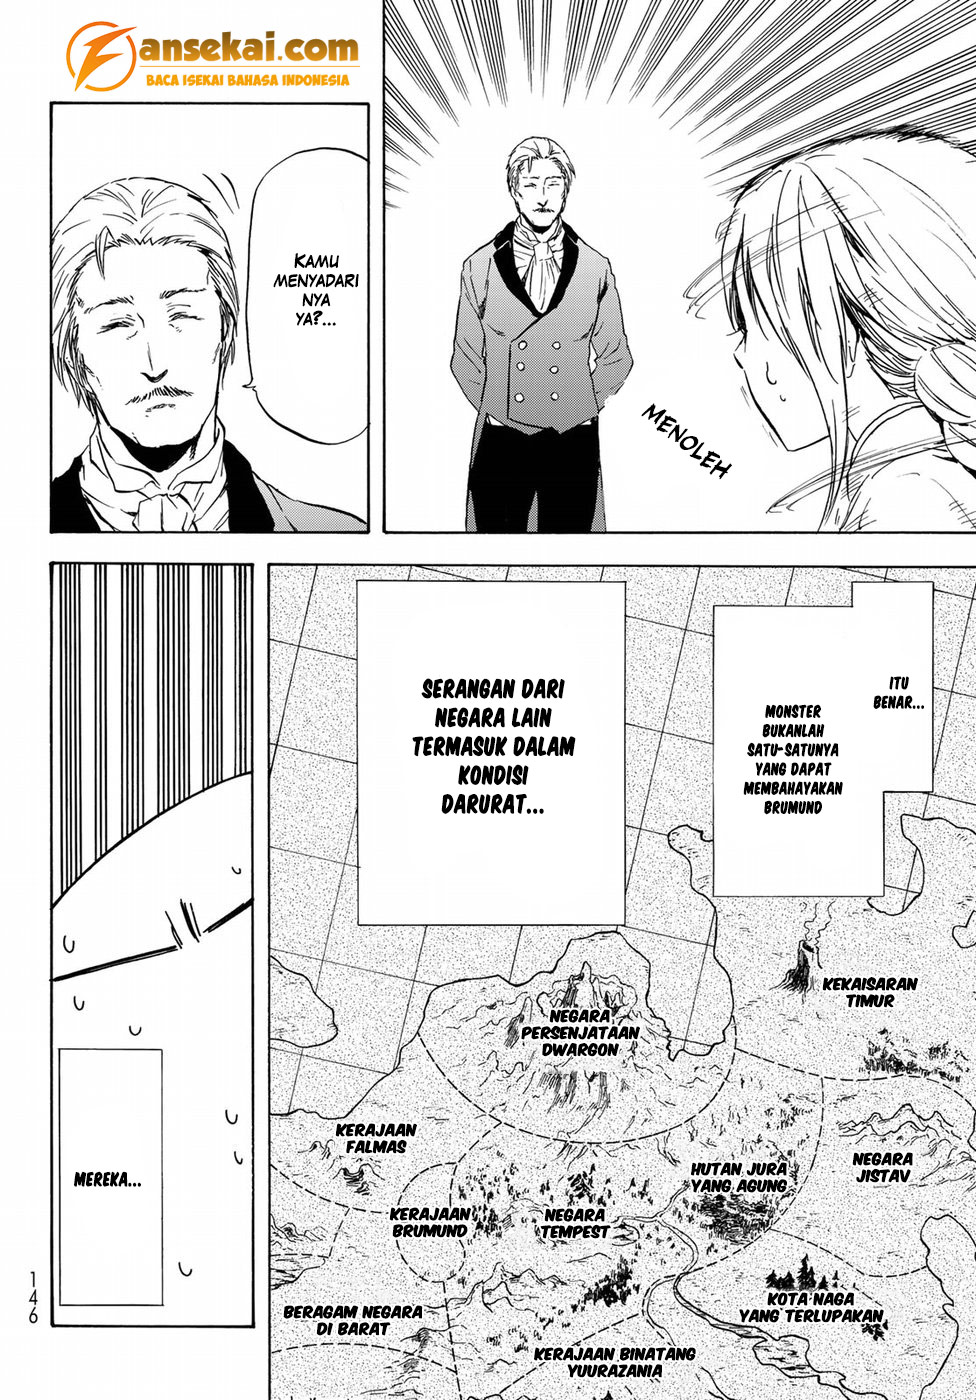 ansekai.com
BACA ISEKAI BAHASA INDONESIA
MENOLEH
KAMU
MENYADARI
NYA
YA?...
ITU
BENAR...
MONSTER
BUKANLAH
SATU-SATUNYA
YANG DAPAT
MEMBAHAYAKAN
BRUMUND
SERANGAN DARI
NEGARA LAIN
TERMASUK DALAM
KONDISI
DARURAT...
KEKAISARAN
TIMUR
NEGARA
PERSENJATAAN
DWARGON
KERAJAAN
FALMAS
NEGARA
JISTAV
HUTAN JURA
YANG AGUNG
KERAJAAN
BRUMUND
NEGARA
TEMPEST
KOTA NAGA
YANG TERLUPAKAN
BERAGAM NEGARA
DI BARAT
KERAJAAN BINATANG
YUURAZANIA
MEREKA...
146